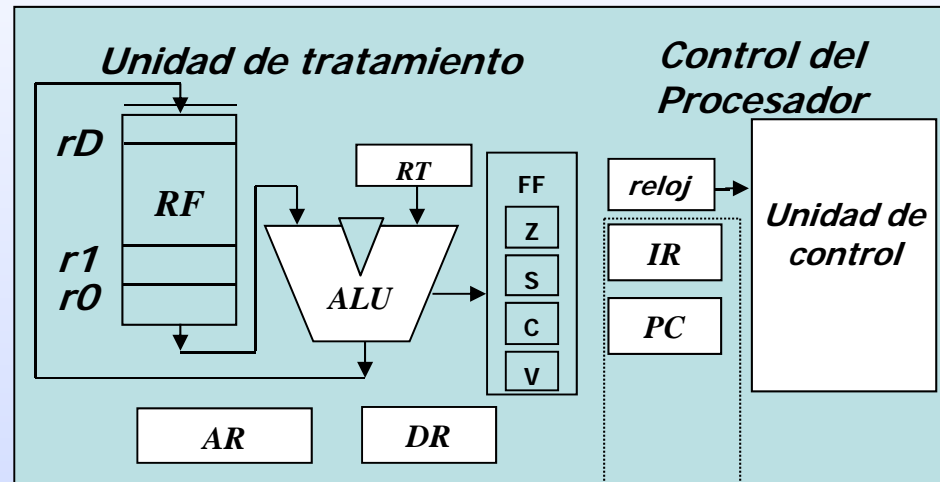 Unidad de tratamiento
Control del
Procesador
rD
RF
r1
r0
RT
ALU
FF
Z
S
C
V
AR
DR
reloj
IR
PC
Unidad de
control